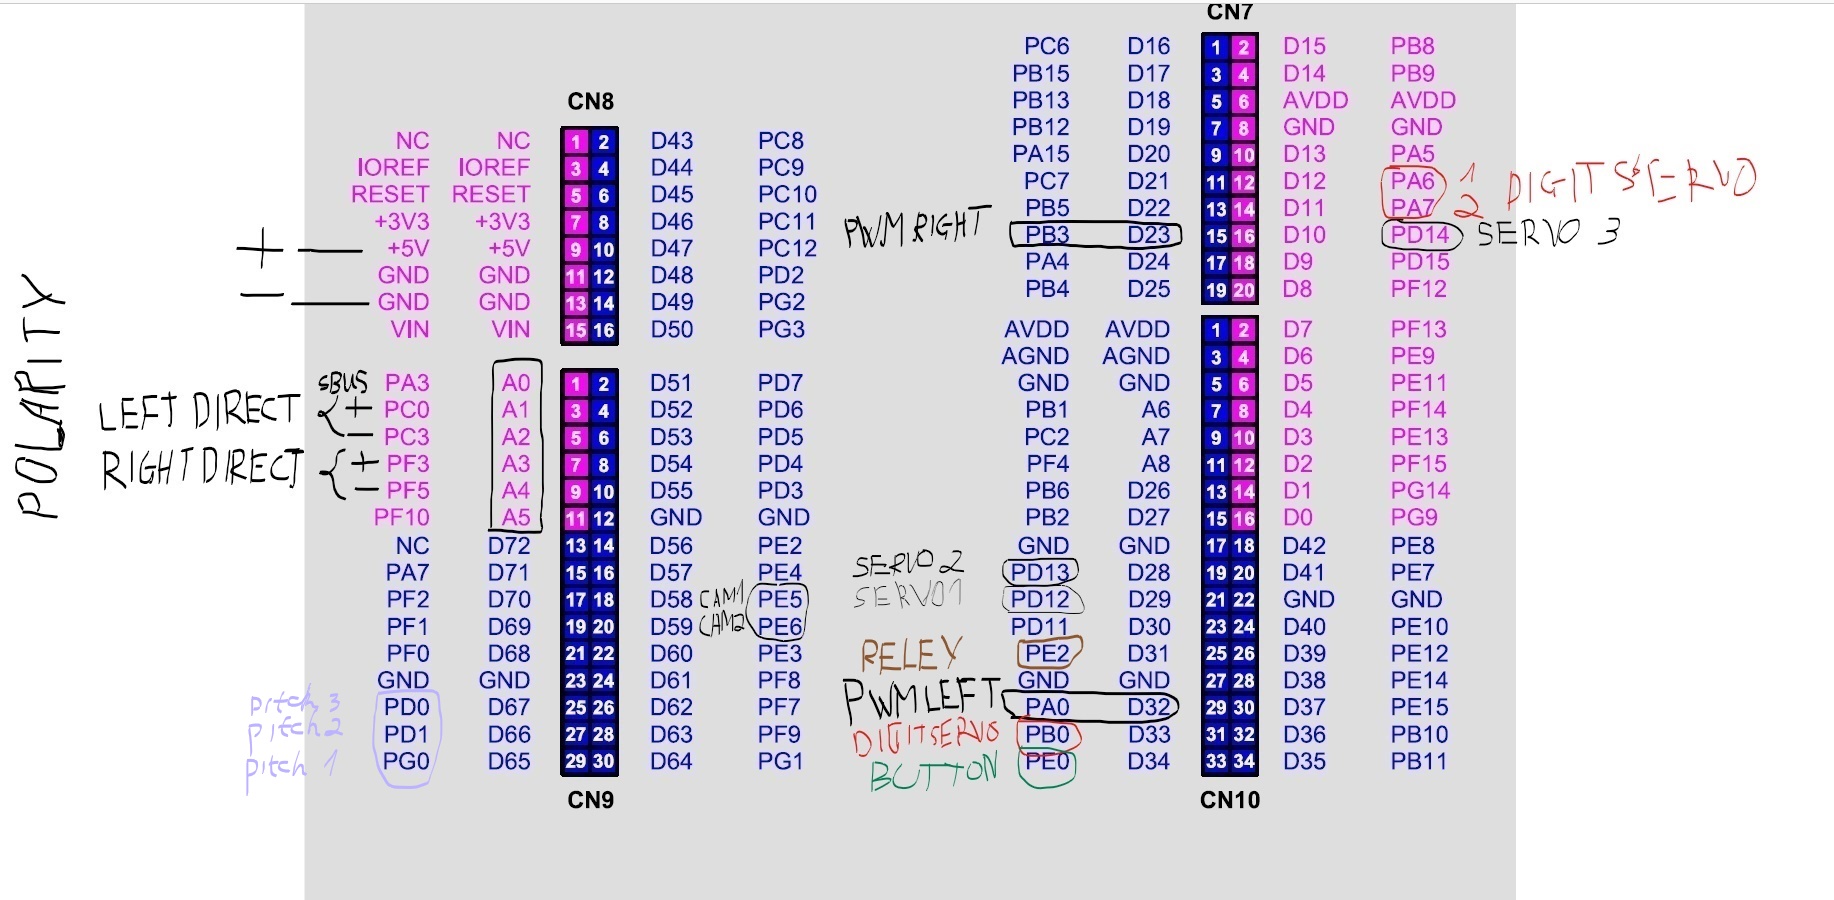 CN7
PC6 D16 1 2 D15 PB8
PB15 D17 3 4 D14 PB9
PB13 D18 5 6 AVDD AVDD
PB12 D19 7 8 GND GND
PA15 D20 9 10 D13 PA5
PC7 D21 11 12 D12 PA6 1 DIGIT SERVO
PB5 D22 13 14 D11 PA7 2
PWM RIGHT PB3 D23 15 16 D10 PD14 SERVO 3
PA4 D24 17 18 D9 PD15
PB4 D25 19 20 D8 PF12
CN8
NC NC 1 2 D43 PC8
IOREF IOREF 3 4 D44 PC9
RESET RESET 5 6 D45 PC10
+3V3 +3V3 7 8 D46 PC11
+ +5V +5V 9 10 D47 PC12
GND GND 11 12 D48 PD2
- GND GND 13 14 D49 PG2
VIN VIN 15 16 D50 PG3
POLARITY
SBUS PA3 A0 1 2 D51 PD7
LEFT DIRECT { + PC0 A1 3 4 D52 PD6
- PC3 A2 5 6 D53 PD5
RIGHT DIRECT { + PF3 A3 7 8 D54 PD4
- PF5 A4 9 10 D55 PD3
PF10 A5 11 12 GND GND
NC D72 13 14 D56 PE2
PA7 D71 15 16 D57 PE4
PF2 D70 17 18 D58 CAM1 PE5
PF1 D69 19 20 D59 CAM2 PE6
PF0 D68 21 22 D60 PE3
GND GND 23 24 D61 PF8
pitch 3 PD0 D67 25 26 D62 PF7
pitch 2 PD1 D66 27 28 D63 PF9
pitch 1 PG0 D65 29 30 D64 PG1
CN9
AVDD AVDD 1 2 D7 PF13
AGND AGND 3 4 D6 PE9
GND GND 5 6 D5 PE11
PB1 A6 7 8 D4 PF14
PC2 A7 9 10 D3 PE13
PF4 A8 11 12 D2 PF15
PB6 D26 13 14 D1 PG14
PB2 D27 15 16 D0 PG9
GND GND 17 18 D42 PE8
SERVO 2 PD13 D28 19 20 D41 PE7
SERVO1 PD12 D29 21 22 GND GND
PD11 D30 23 24 D40 PE10
RELEY PE2 D31 25 26 D39 PE12
GND GND 27 28 D38 PE14
PWM LEFT PA0 D32 29 30 D37 PE15
DIGITSERVO PB0 D33 31 32 D36 PB10
BUTTON PE0 D34 33 34 D35 PB11
CN10